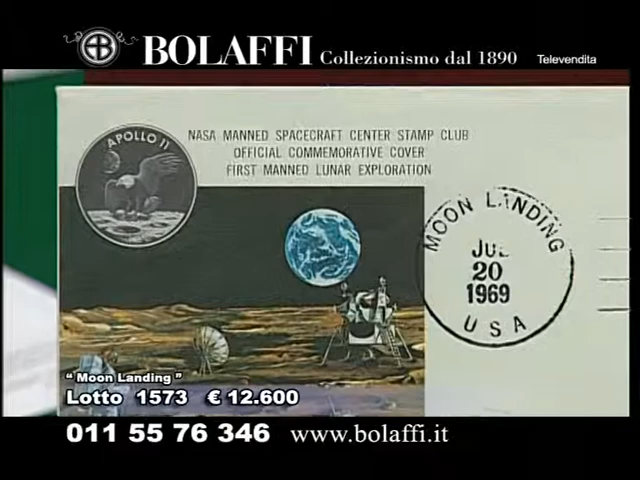 BOLAFFI Collezionismo dal 1890 Televendita
APOLLO 11
NASA MANNED SPACECRAFT CENTER STAMP CLUB
OFFICIAL COMMEMORATIVE COVER
FIRST MANNED LUNAR EXPLORATION
MOON LANDING
JUL
20
1969
USA
"Moon Landing"
Lotto 1573 € 12.600
011 55 76 346 www.bolaffi.it